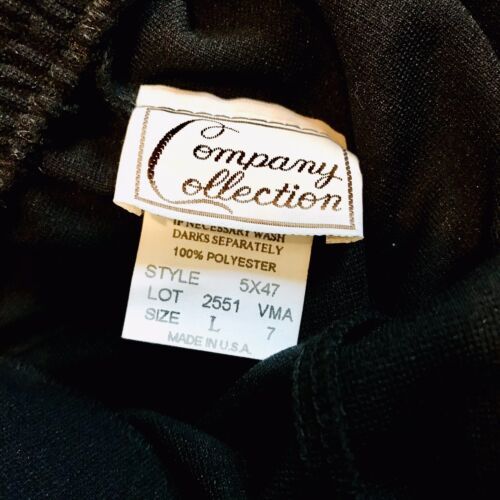 Company
Collection
IF NECESSARY WASH
DARKS SEPARATELY
100% POLYESTER
STYLE 5X47
LOT 2551 VMA
SIZE L 7
MADE IN U.S.A.